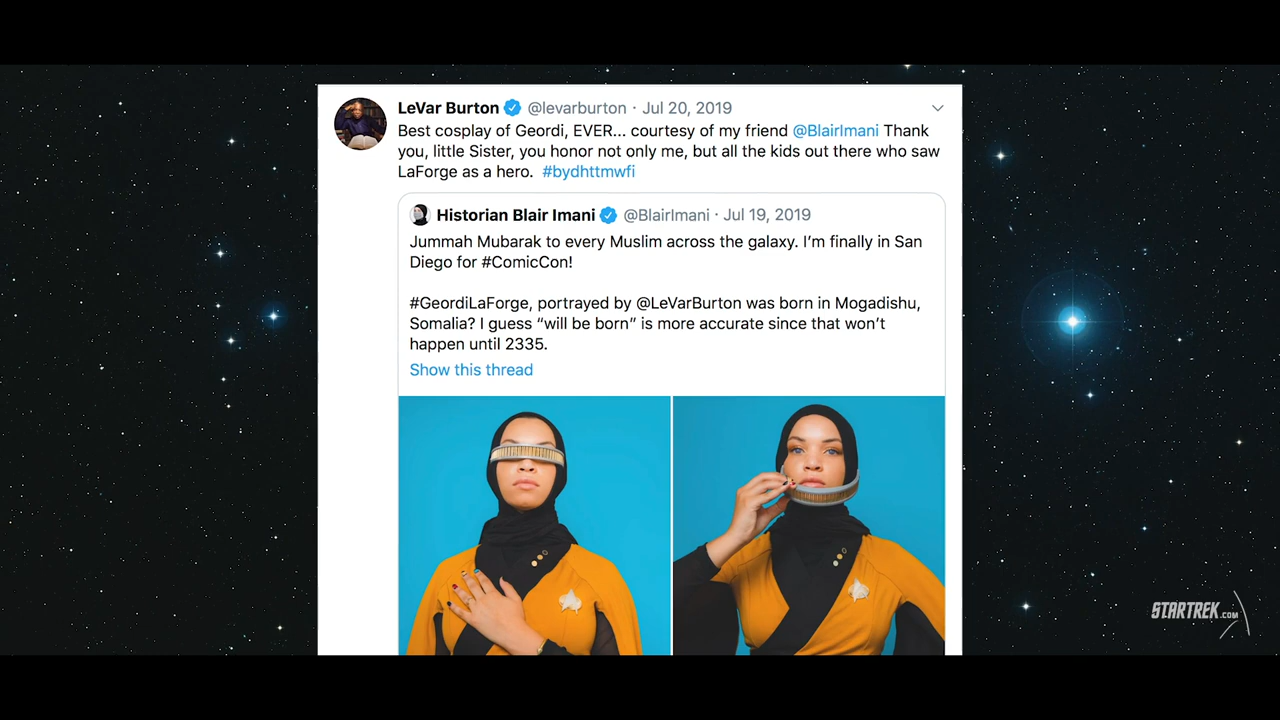 LeVar Burton @levarburton · Jul 20, 2019
Best cosplay of Geordi, EVER... courtesy of my friend @BlairImani Thank
you, little Sister, you honor not only me, but all the kids out there who saw
LaForge as a hero. #bydhttmwfi
Historian Blair Imani @BlairImani · Jul 19, 2019
Jummah Mubarak to every Muslim across the galaxy. I’m finally in San
Diego for #ComicCon!
#GeordiLaForge, portrayed by @LeVarBurton was born in Mogadishu,
Somalia? I guess “will be born” is more accurate since that won’t
happen until 2335.
Show this thread
STARTREK.COM